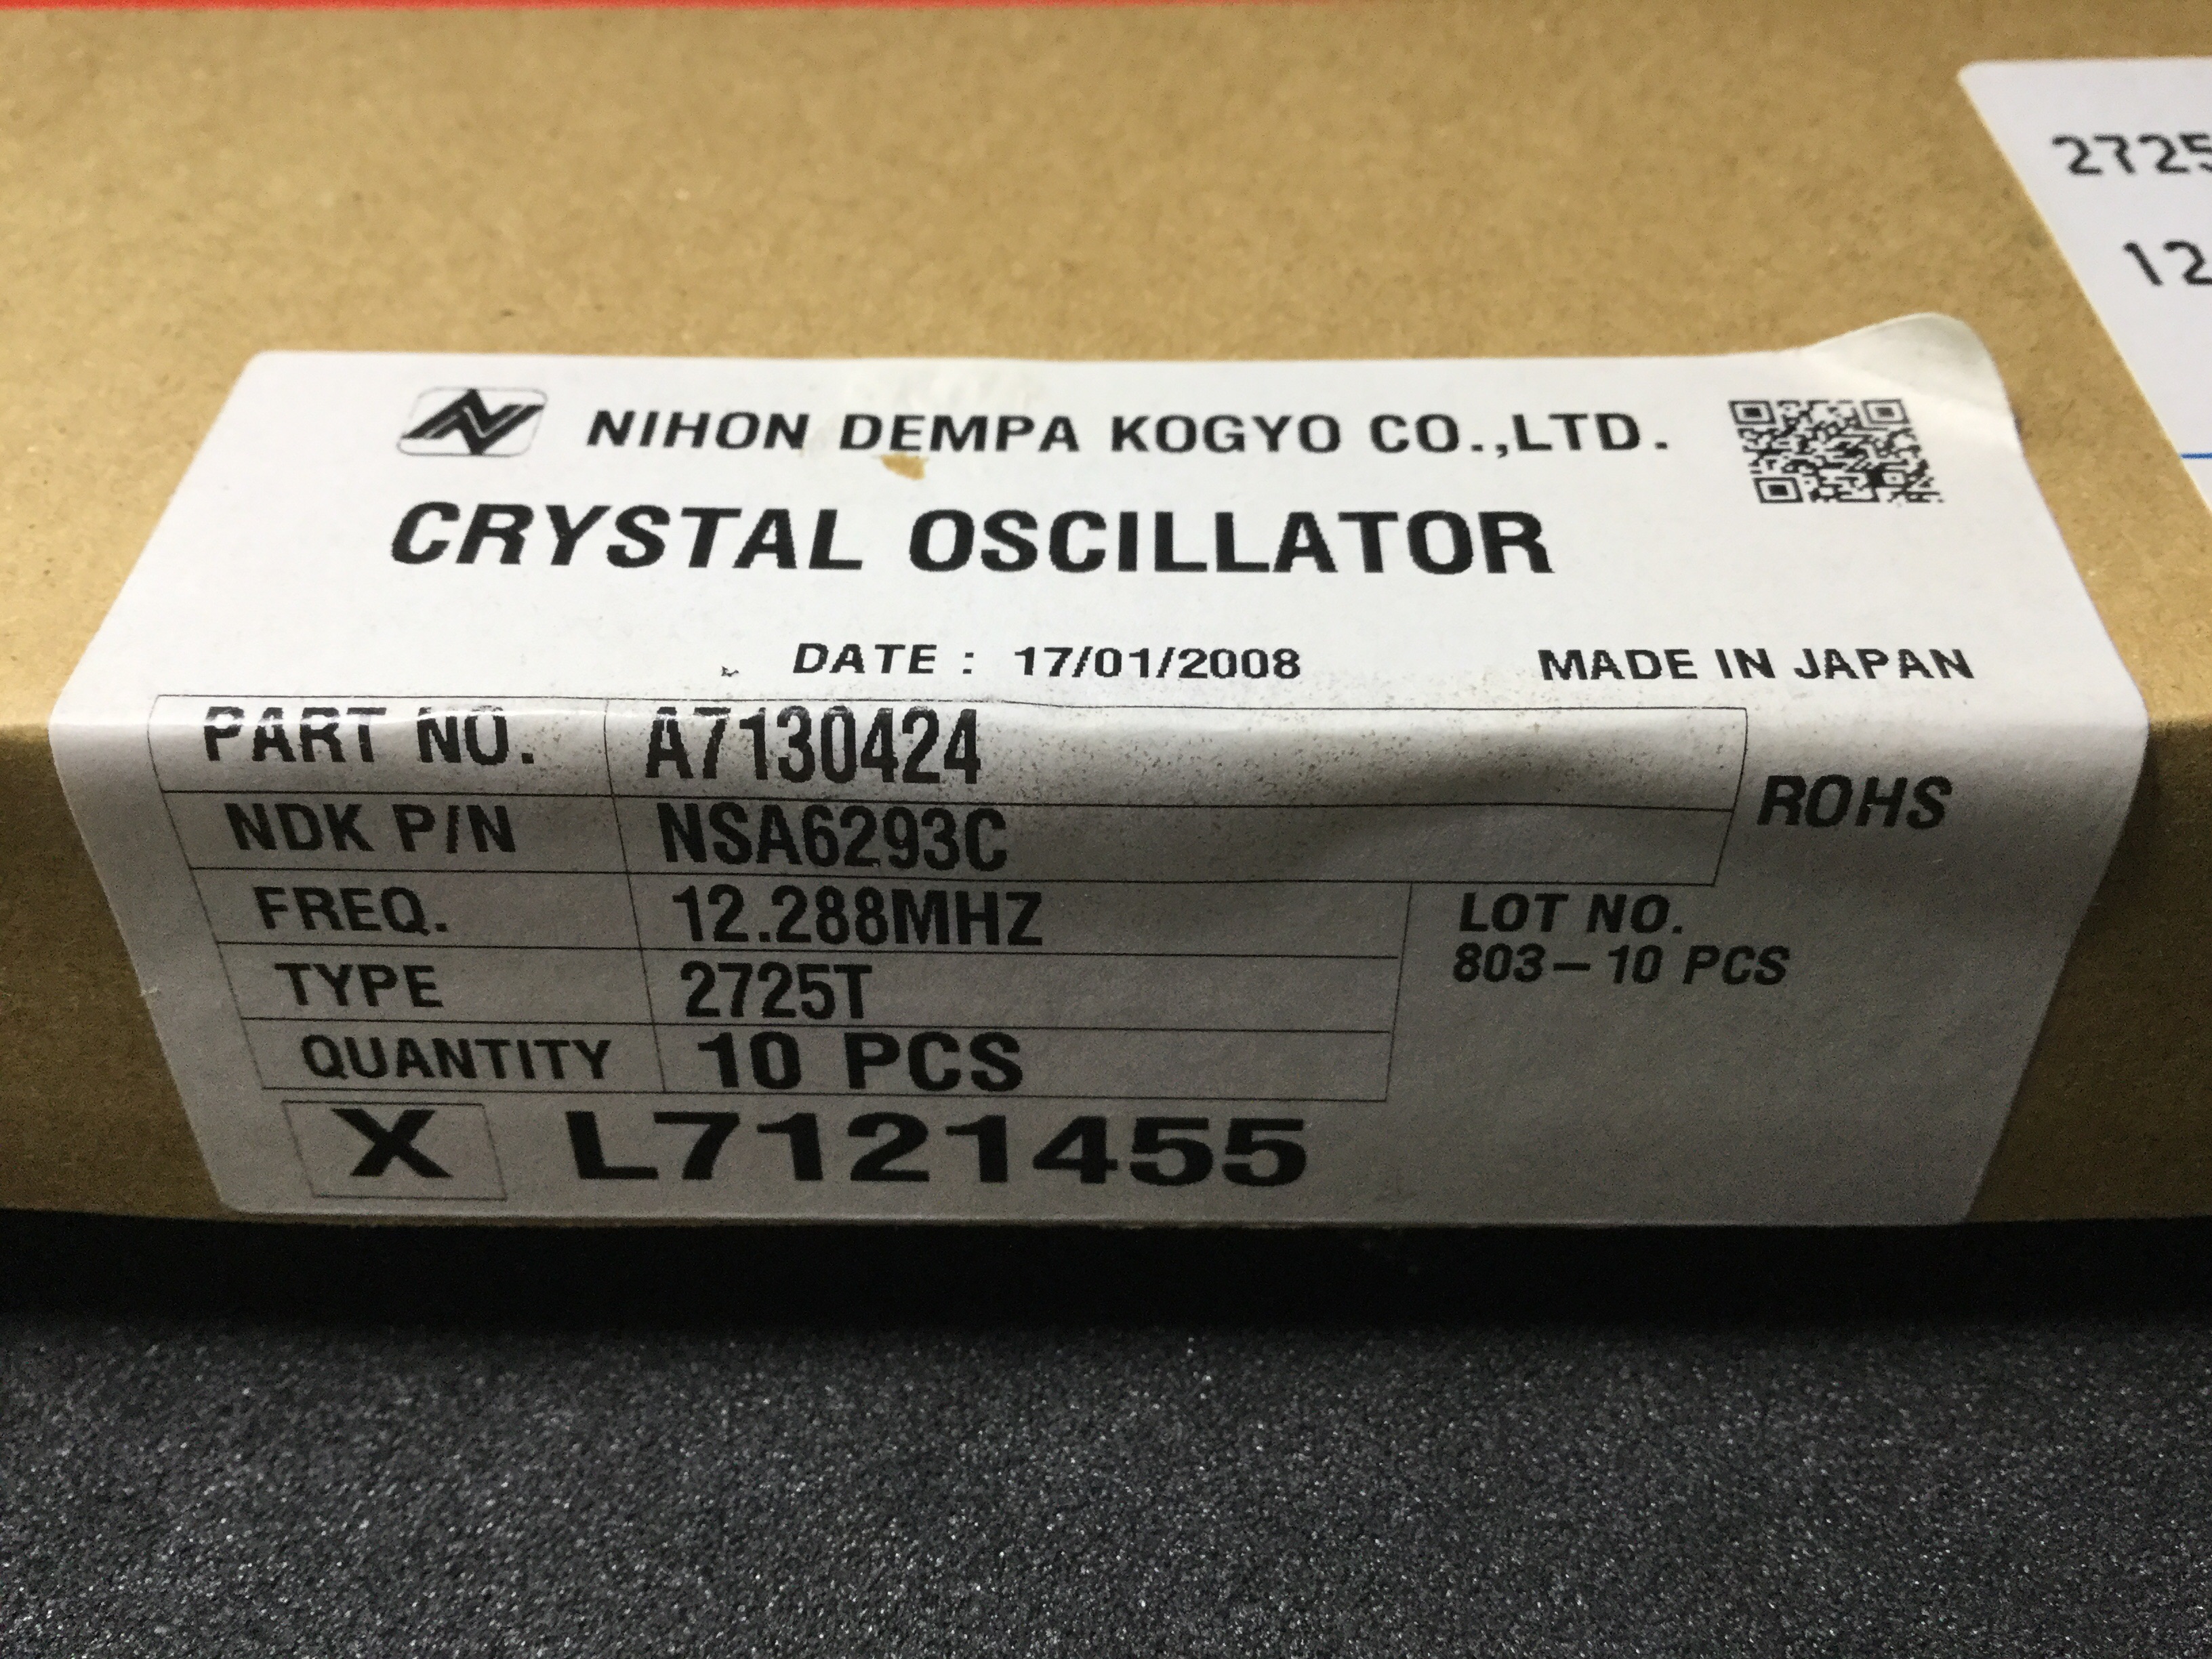 NIHON DEMPA KOGYO CO.,LTD.
CRYSTAL OSCILLATOR
DATE : 17/01/2008 MADE IN JAPAN
PART NO. A7130424
ROHS
NDK P/N NSA6293C
FREQ. 12.288MHZ
LOT NO.
TYPE 2725T
803-10 PCS
QUANTITY 10 PCS
X L7121455
2725
12